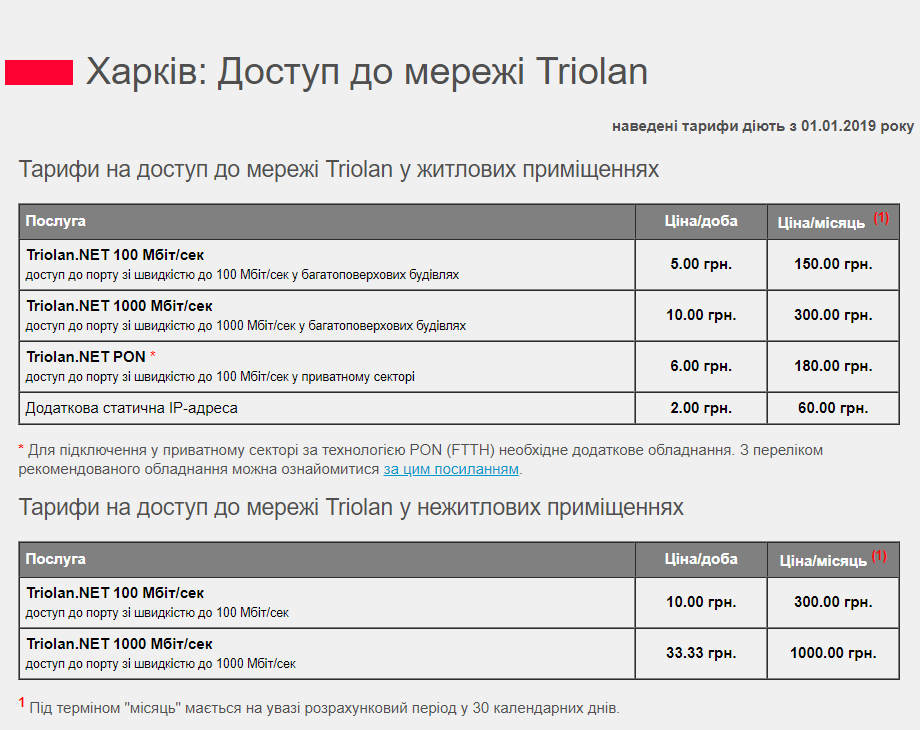 Харків: Доступ до мережі Triolan
наведені тарифи діють з 01.01.2019 року
Тарифи на доступ до мережі Triolan у житлових приміщеннях
Послуга Ціна/доба Ціна/місяць (1)
Triolan.NET 100 Мбіт/сек
доступ до порту зі швидкістю до 100 Мбіт/сек у багатоповерхових будівлях
5.00 грн. 150.00 грн.
Triolan.NET 1000 Мбіт/сек
доступ до порту зі швидкістю до 1000 Мбіт/сек у багатоповерхових будівлях
10.00 грн. 300.00 грн.
Triolan.NET PON *
доступ до порту зі швидкістю до 100 Мбіт/сек у приватному секторі
6.00 грн. 180.00 грн.
Додаткова статична IP-адреса 2.00 грн. 60.00 грн.
* Для підключення у приватному секторі за технологією PON (FTTH) необхідне додаткове обладнання. З переліком
рекомендованого обладнання можна ознайомитися за цим посиланням.
Тарифи на доступ до мережі Triolan у нежитлових приміщеннях
Послуга Ціна/доба Ціна/місяць (1)
Triolan.NET 100 Мбіт/сек
доступ до порту зі швидкістю до 100 Мбіт/сек
10.00 грн. 300.00 грн.
Triolan.NET 1000 Мбіт/сек
доступ до порту зі швидкістю до 1000 Мбіт/сек
33.33 грн. 1000.00 грн.
1 Під терміном "місяць" мається на увазі розрахунковий період у 30 календарних днів.